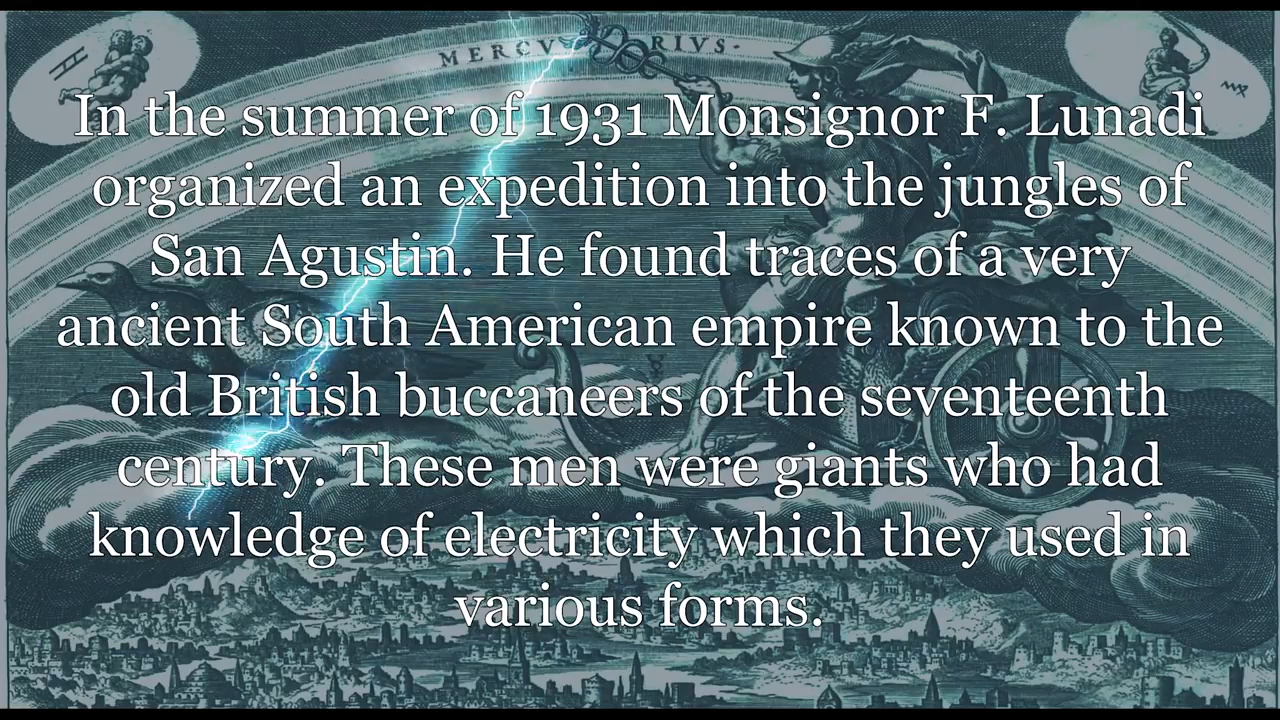 MERCVRIVS·
In the summer of 1931 Monsignor F. Lunadi
organized an expedition into the jungles of
San Agustin. He found traces of a very
ancient South American empire known to the
old British buccaneers of the seventeenth
century. These men were giants who had
knowledge of electricity which they used in
various forms.